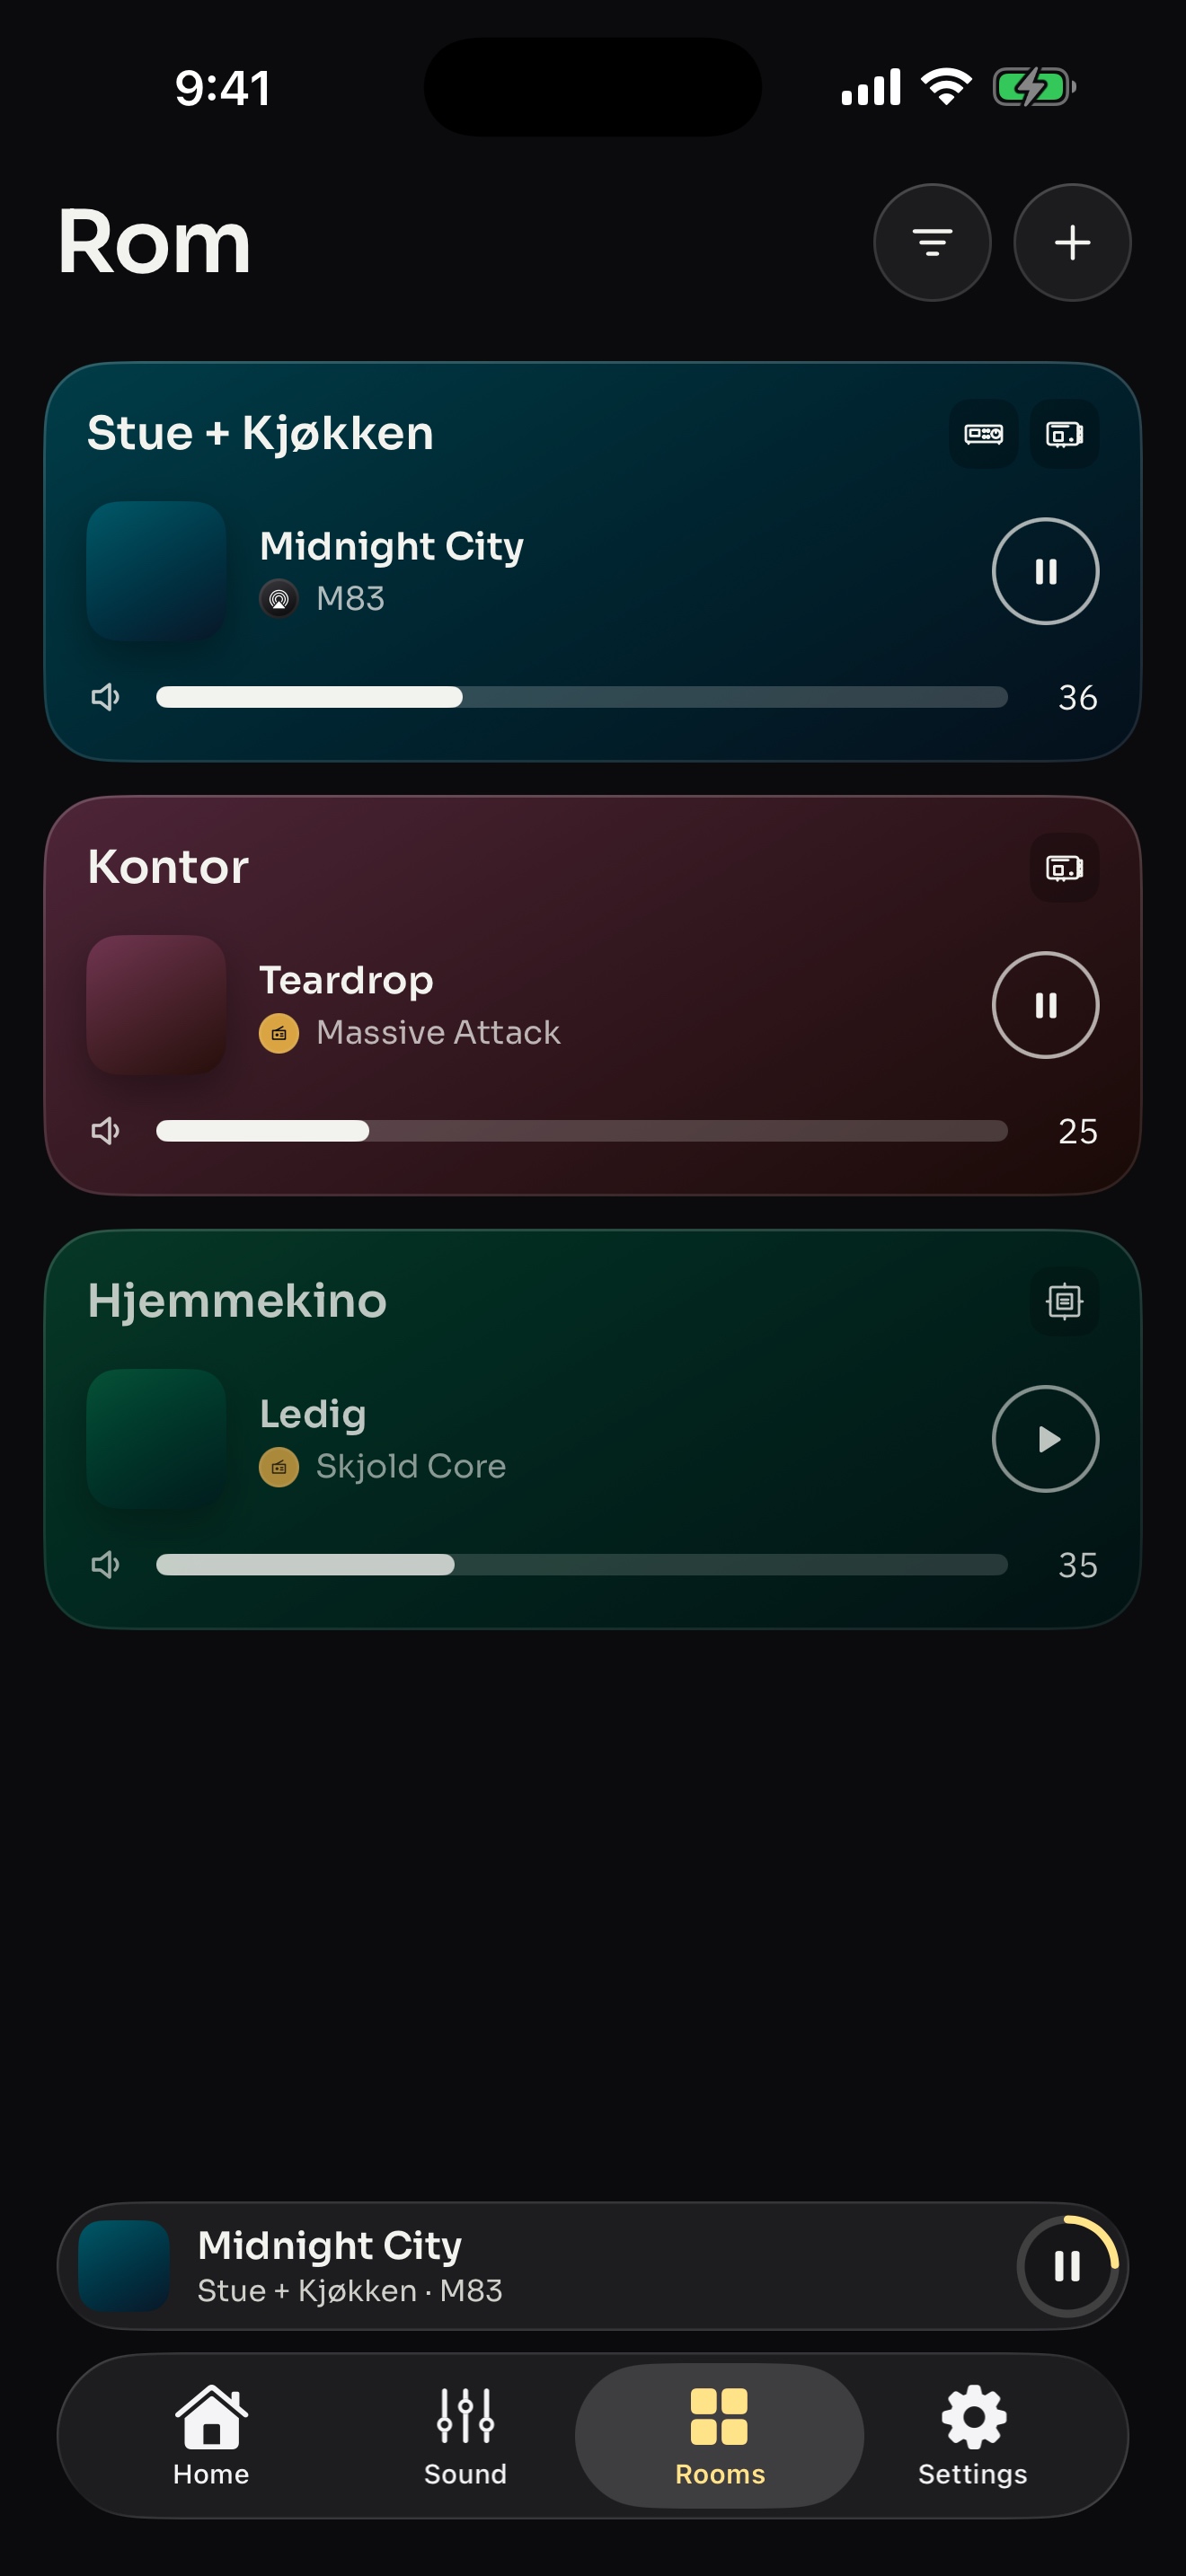 9:41
Rom
Stue + Kjøkken
Midnight City
M83
36
Kontor
Teardrop
Massive Attack
25
Hjemmekino
Ledig
Skjold Core
35
Midnight City
Stue + Kjøkken · M83
Home
Sound
Rooms
Settings